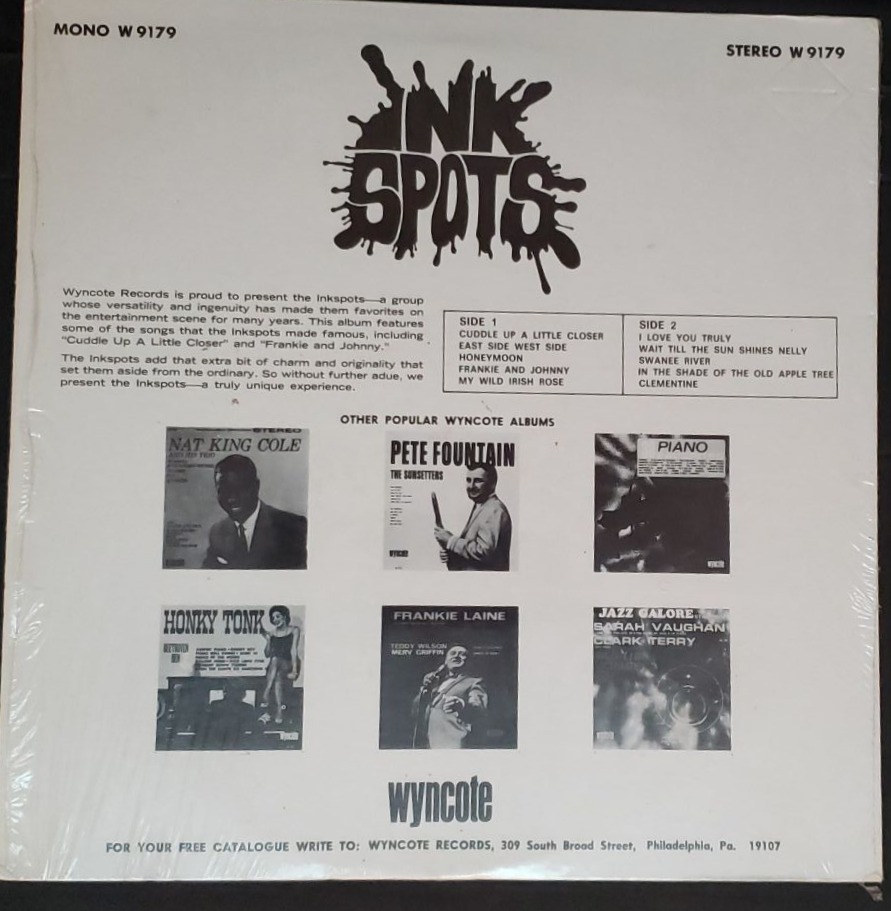 MONO W 9179
STEREO W 9179
INK
SPOTS
Wyncote Records is proud to present the Inkspots—a group
whose versatility and ingenuity has made them favorites on
the entertainment scene for many years. This album features
some of the songs that the Inkspots made famous, including
"Cuddle Up A Little Closer" and "Frankie and Johnny."
The Inkspots add that extra bit of charm and originality that
set them aside from the ordinary. So without further adue, we
present the Inkspots—a truly unique experience.
SIDE 1
CUDDLE UP A LITTLE CLOSER
EAST SIDE WEST SIDE
HONEYMOON
FRANKIE AND JOHNNY
MY WILD IRISH ROSE
SIDE 2
I LOVE YOU TRULY
WAIT TILL THE SUN SHINES NELLY
SWANEE RIVER
IN THE SHADE OF THE OLD APPLE TREE
CLEMENTINE
OTHER POPULAR WYNCOTE ALBUMS
STEREO
NAT KING COLE
PETE FOUNTAIN
THE SUNSETTERS
wyncote
PIANO
wyncote
HONKY TONK
wyncote
FRANKIE LAINE
TEDDY WILSON
MERV GRIFFIN
JAZZ GALORE
SARAH VAUGHAN
CLARK TERRY
wyncote
FOR YOUR FREE CATALOGUE WRITE TO: WYNCOTE RECORDS, 309 South Broad Street, Philadelphia, Pa. 19107